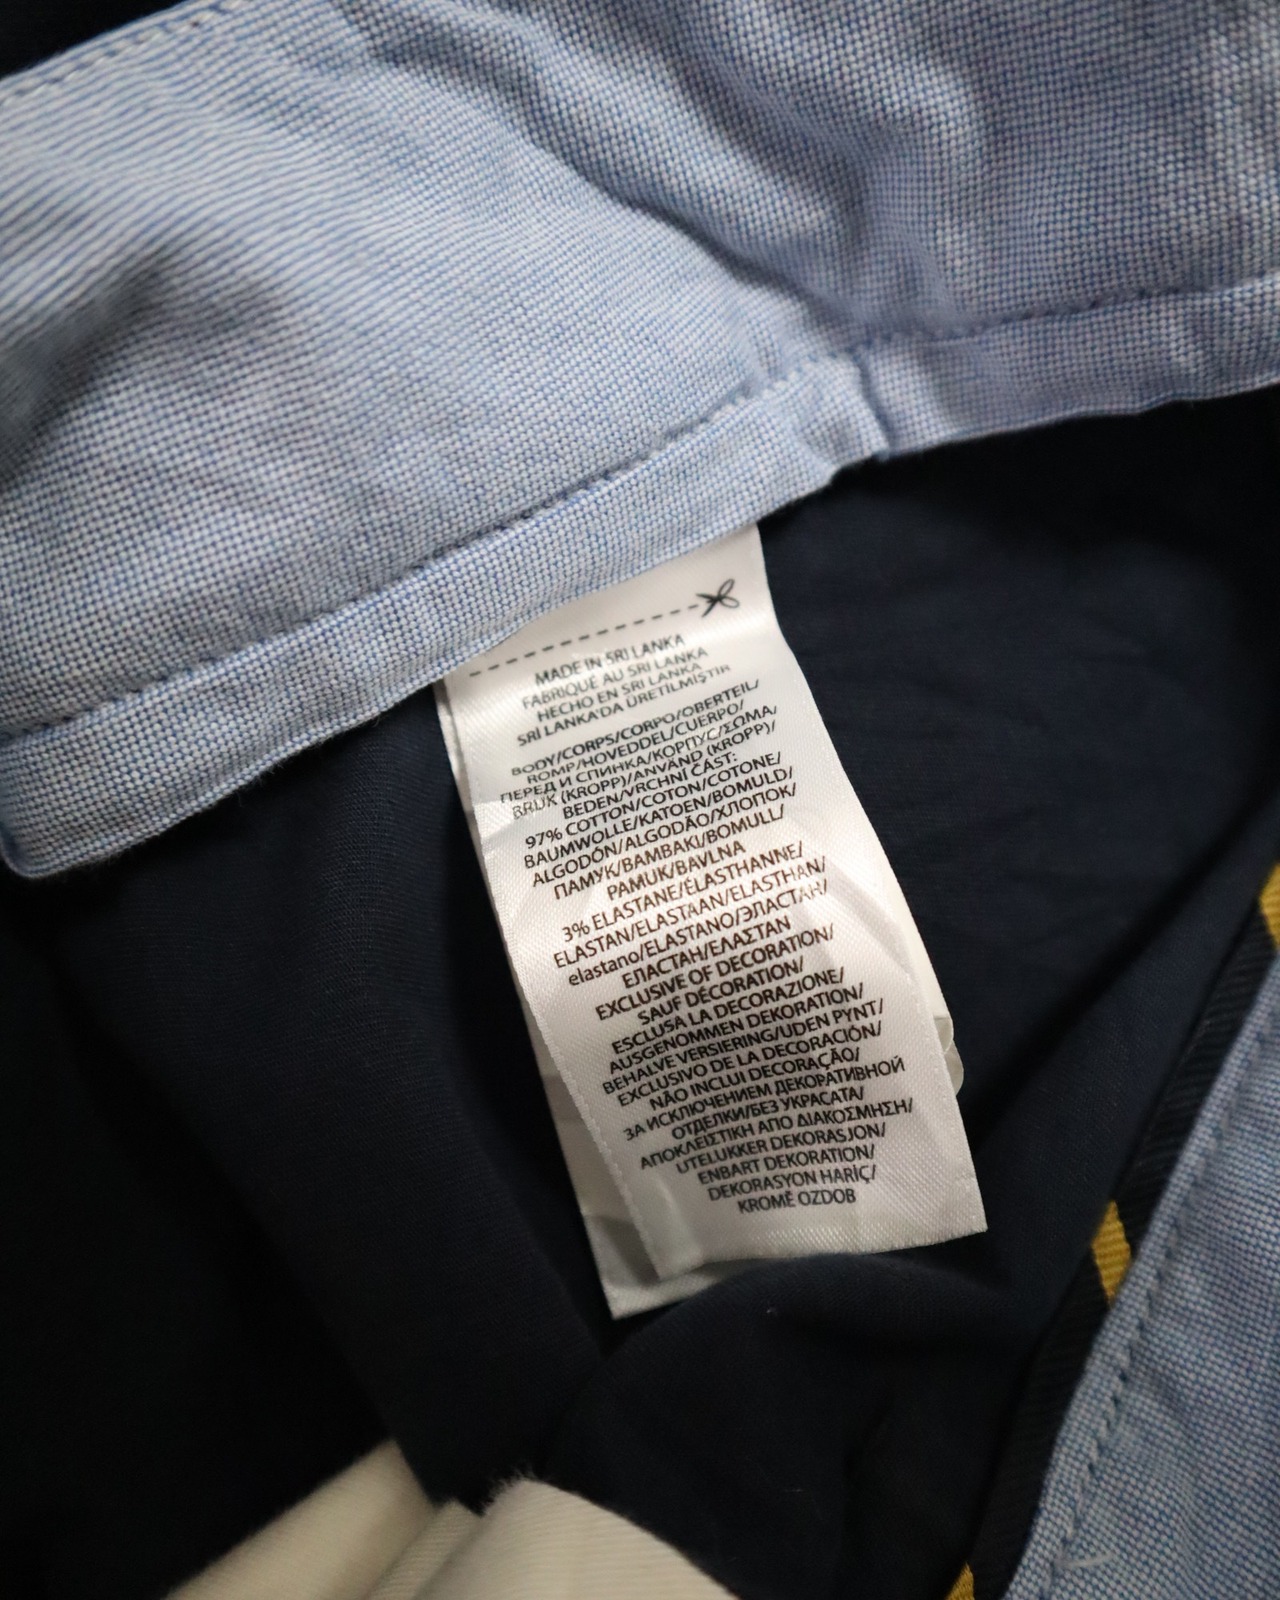 MADE IN SRI LANKA
FABRIQUÉ AU SRI LANKA
HECHO EN SRI LANKA
SRİ LANKA'DA ÜRETİLMİŞTİR
BODY/CORPS/CORPO/OBERTEIL/
ROMP/HOVEDDEL/CUERPO/
ПЕРЕД И СПИНКА/КОРПУС/ΣΩΜΑ/
BRUK (KROPP)/ANVÄND (KROPP)/
BEDEN/VRCHNÍ ČÁST:
97% COTTON/COTON/COTONE/
BAUMWOLLE/KATOEN/BOMULD/
ALGODÓN/ALGODÃO/ХЛОПОК/
ПАМУК/ΒΑΜΒΑΚΙ/BOMULL/
PAMUK/BAVLNA
3% ELASTANE/ÉLASTHANNE/
ELASTAN/ELASTAAN/ELASTHAN/
elastano/ELASTANO/ЭЛАСТАН/
ЕЛАСТАН/ΕΛΑΣΤΑΝ
EXCLUSIVE OF DECORATION/
SAUF DÉCORATION/
ESCLUSA LA DECORAZIONE/
AUSGENOMMEN DEKORATION/
BEHALVE VERSIERING/UDEN PYNT/
EXCLUSIVO DE LA DECORACIÓN/
NÃO INCLUI DECORAÇÃO/
ЗА ИСКЛЮЧЕНИЕМ ДЕКОРАТИВНОЙ
ОТДЕЛКИ/БЕЗ УКРАСАТА/
ΑΠΟΚΛΕΙΣΤΙΚΗ ΑΠΟ ΔΙΑΚΟΣΜΗΣΗ/
UTELUKKER DEKORASJON/
ENBART DEKORATION/
DEKORASYON HARİÇ/
KROMĚ OZDOB